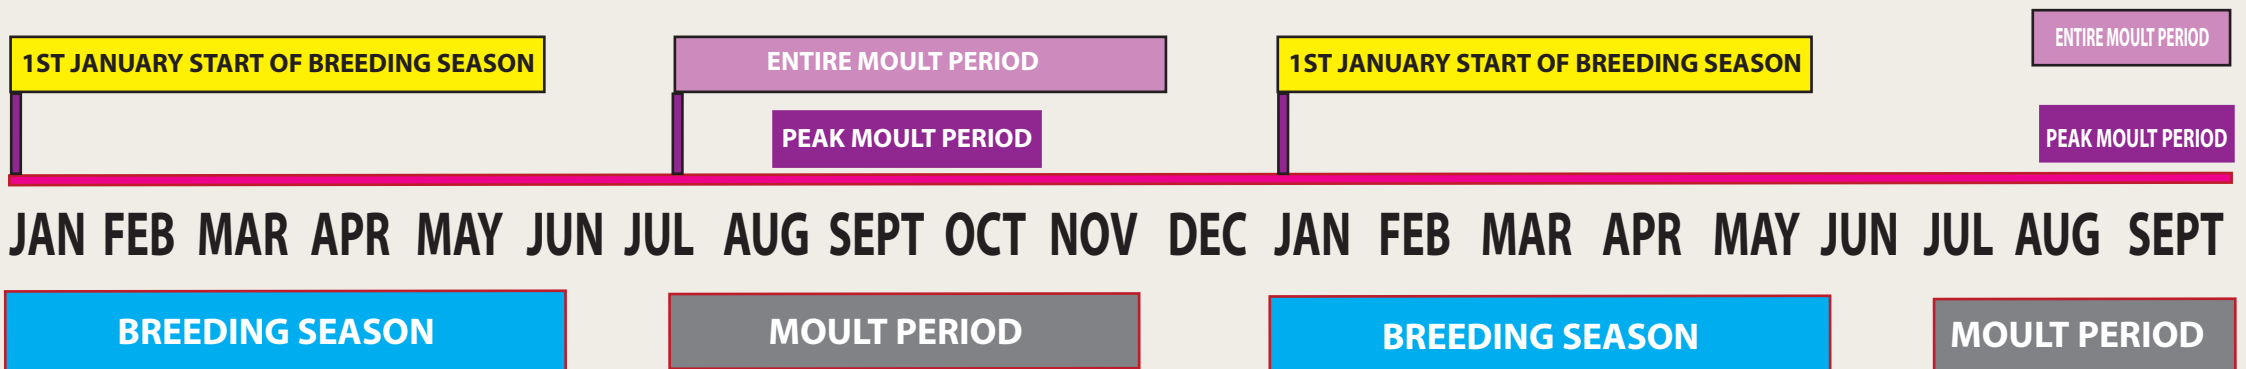 1ST JANUARY START OF BREEDING SEASON
ENTIRE MOULT PERIOD
1ST JANUARY START OF BREEDING SEASON
ENTIRE MOULT PERIOD
PEAK MOULT PERIOD
PEAK MOULT PERIOD
JAN FEB MAR APR MAY JUN JUL AUG SEPT OCT NOV DEC JAN FEB MAR APR MAY JUN JUL AUG SEPT
BREEDING SEASON
MOULT PERIOD
BREEDING SEASON
MOULT PERIOD